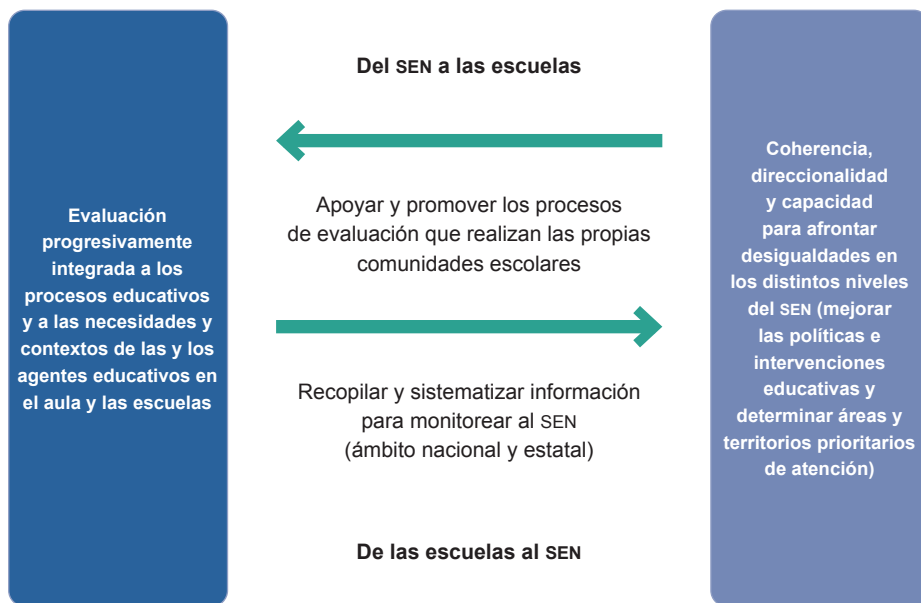 Evaluación
progresivamente
integrada a los
procesos educativos
y a las necesidades y
contextos de las y los
agentes educativos en
el aula y las escuelas
Del SEN a las escuelas
Apoyar y promover los procesos
de evaluación que realizan las propias
comunidades escolares
Recopilar y sistematizar información
para monitorear al SEN
(ámbito nacional y estatal)
De las escuelas al SEN
Coherencia,
direccionalidad
y capacidad
para afrontar
desigualdades en
los distintos niveles
del SEN (mejorar
las políticas e
intervenciones
educativas y
determinar áreas y
territorios prioritarios
de atención)